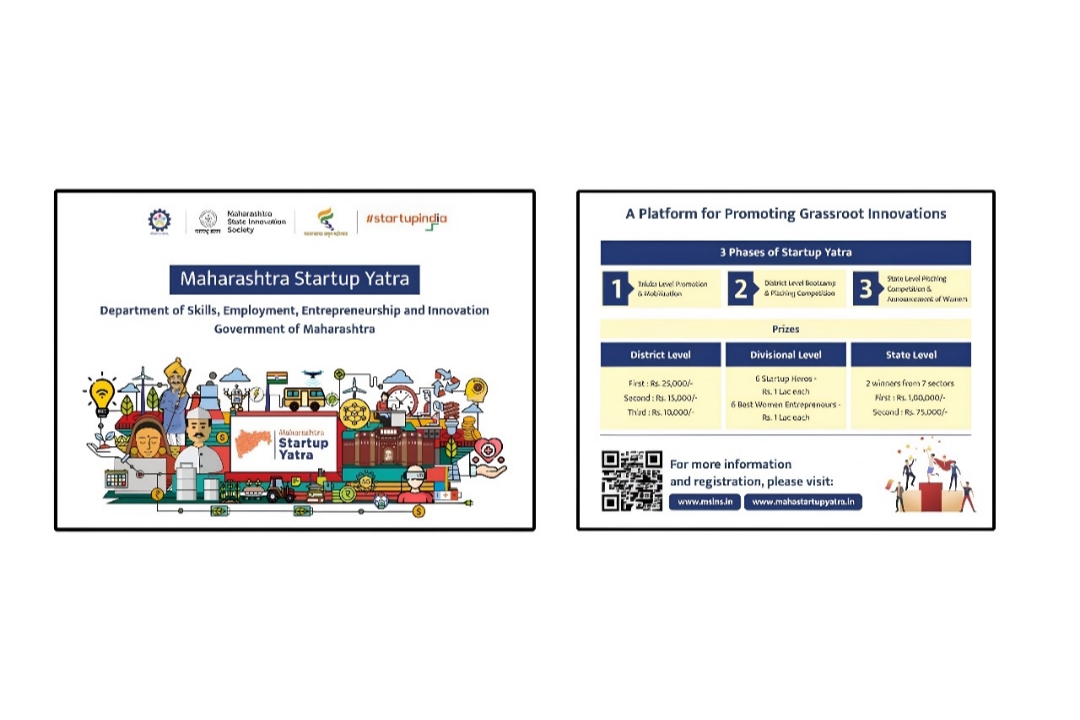 Maharashtra
State Innovation
Society
#startupindia
Maharashtra Startup Yatra
Department of Skills, Employment, Entrepreneurship and Innovation
Government of Maharashtra
Maharashtra
Startup
Yatra
A Platform for Promoting Grassroot Innovations
3 Phases of Startup Yatra
1
Taluka Level Promotion
& Mobilization
2
District Level Bootcamp
& Pitching Competition
3
State Level Pitching
Competition &
Announcement of Winners
Prizes
District Level
First : Rs. 25,000/-
Second : Rs. 15,000/-
Third : Rs. 10,000/-
Divisional Level
6 Startup Heros -
Rs. 1 Lac each
6 Best Women Entrepreneurs -
Rs. 1 Lac each
State Level
2 winners from 7 sectors
First : Rs. 1,00,000/-
Second : Rs. 75,000/-
For more information
and registration, please visit:
www.msins.in
www.mahastartupyatra.in